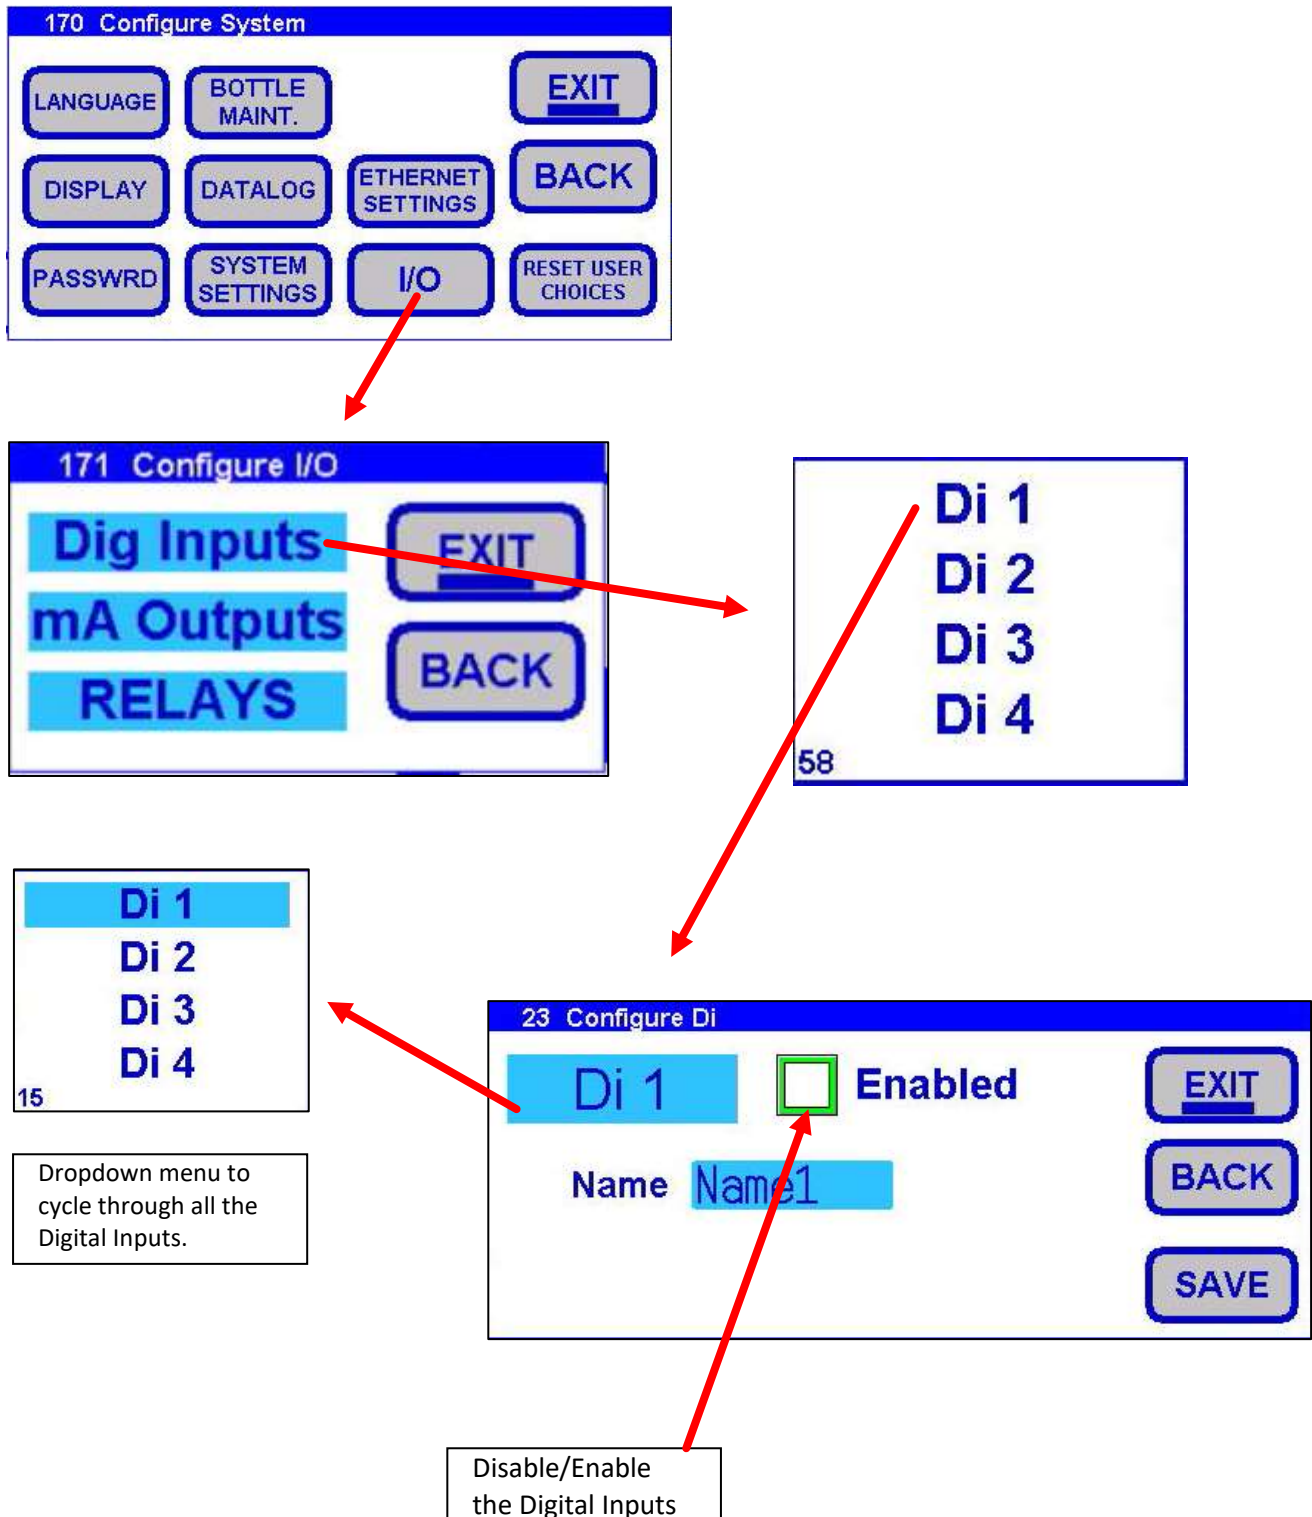 170 Configure System
LANGUAGE
BOTTLE
MAINT.
EXIT
DISPLAY
DATALOG
ETHERNET
SETTINGS
BACK
PASSWRD
SYSTEM
SETTINGS
I/O
RESET USER
CHOICES
171 Configure I/O
Dig Inputs
mA Outputs
RELAYS
EXIT
BACK
Di 1
Di 2
Di 3
Di 4
58
Di 1
Di 2
Di 3
Di 4
15
Dropdown menu to
cycle through all the
Digital Inputs.
23 Configure Di
Di 1
Enabled
EXIT
Name Name1
BACK
SAVE
Disable/Enable
the Digital Inputs